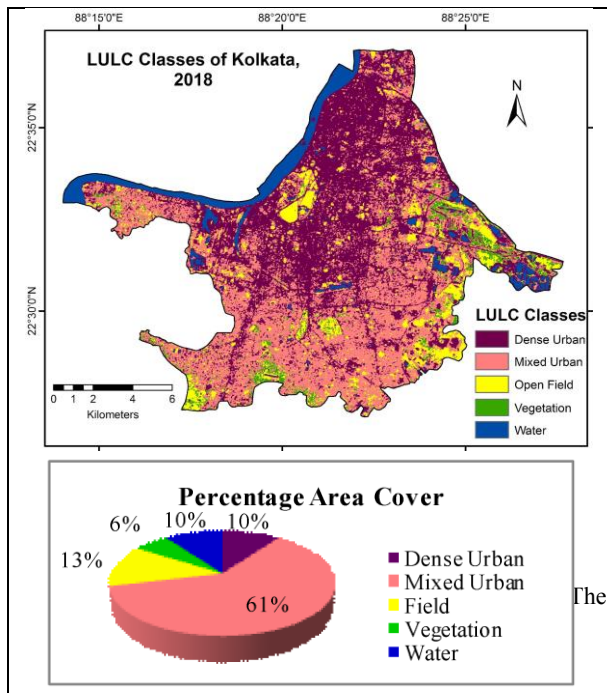 88°15'0"E 88°20'0"E 88°25'0"E
LULC Classes of Kolkata,
2018
N
22°35'0"N
22°30'0"N
LULC Classes
Dense Urban
Mixed Urban
Open Field
Vegetation
Water
0 1 2 4 6
Kilometers
Percentage Area Cover
6%
10%
10%
13%
61%
Dense Urban
Mixed Urban
Field
Vegetation
Water
The